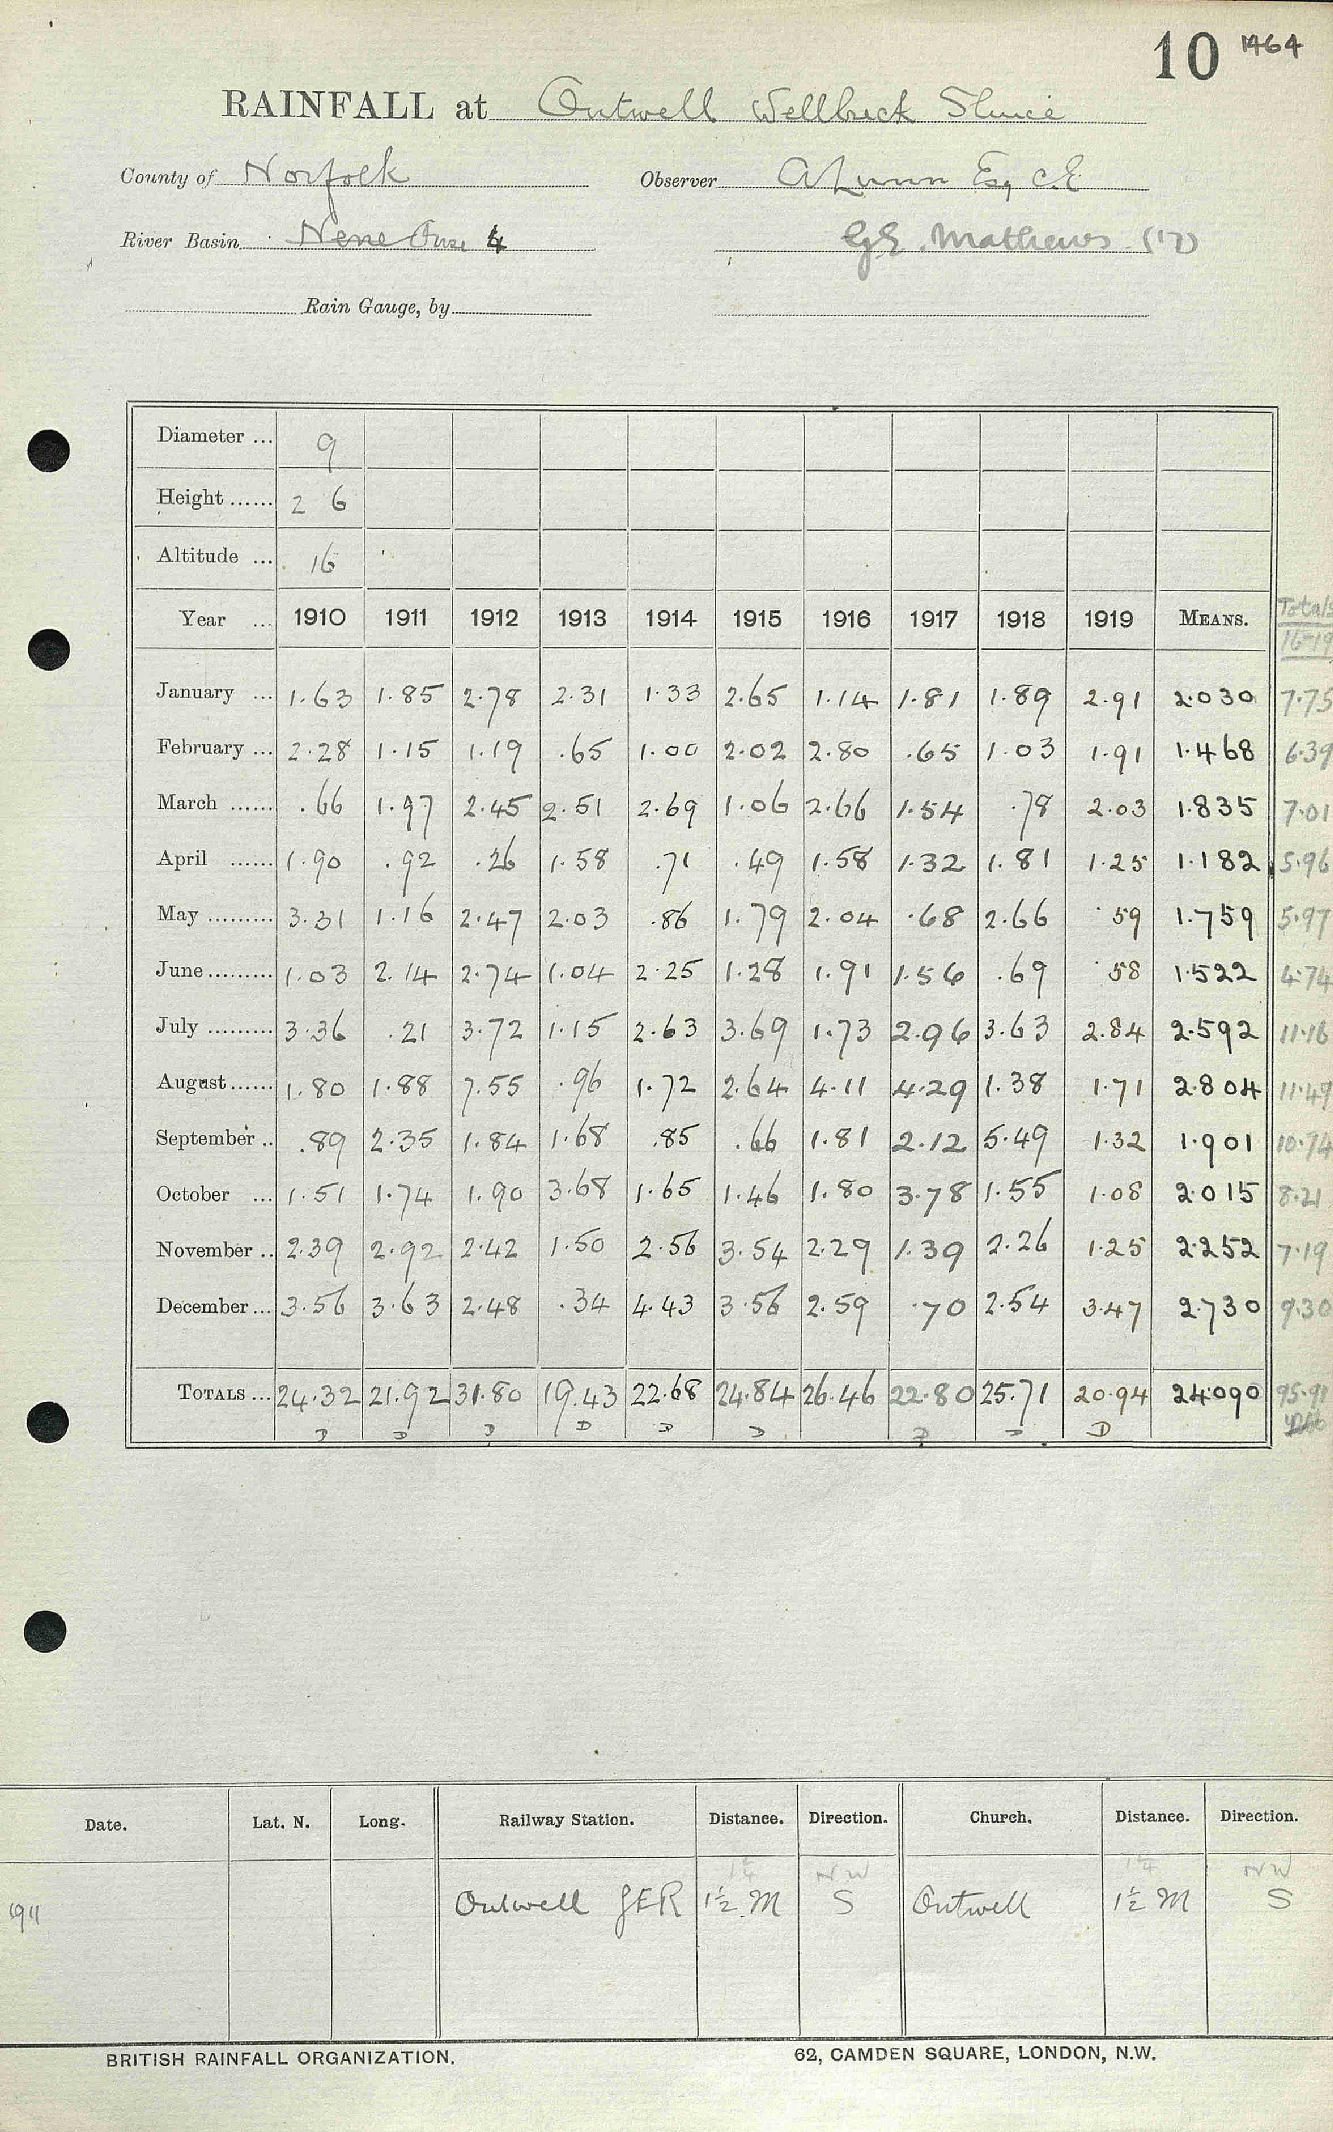 10 1464
RAINFALL at Outwell Wellbeck Sluice
County of Norfolk Observer A Lunn Esq C.E
River Basin Nene Ouse 4 G.E. Mathews (17)
Rain Gauge, by
Diameter ... 9
Height ...... 2 6
Altitude ... 16
Year ... 1910 1911 1912 1913 1914 1915 1916 1917 1918 1919 MEANS. Totals
16-19
January ... 1.63 1.85 2.78 2.31 1.33 2.65 1.14 1.81 1.89 2.91 2.030 7.75
February ... 2.28 1.15 1.19 .65 1.00 2.02 2.80 .65 1.03 1.91 1.468 6.39
March ...... .66 1.97 2.45 2.51 2.69 1.06 2.66 1.54 .78 2.03 1.835 7.01
April ...... 1.90 .92 .26 1.58 .71 .49 1.58 1.32 1.81 1.25 1.182 5.96
May ......... 3.31 1.16 2.47 2.03 .86 1.79 2.04 .68 2.66 .59 1.759 5.97
June ......... 1.03 2.14 2.74 1.04 2.25 1.28 1.91 1.56 .69 .58 1.522 4.74
July ......... 3.36 .21 3.72 1.15 2.63 3.69 1.73 2.96 3.63 2.84 2.592 11.16
August ...... 1.80 1.88 7.55 .96 1.72 2.64 4.11 4.29 1.38 1.71 2.804 11.49
September .. .89 2.35 1.84 1.68 .85 .66 1.81 2.12 5.49 1.32 1.901 10.74
October ... 1.51 1.74 1.90 3.68 1.65 1.46 1.80 3.78 1.55 1.08 2.015 8.21
November .. 2.39 2.92 2.42 1.50 2.56 3.54 2.29 1.39 2.26 1.25 2.252 7.19
December ... 3.56 3.63 2.48 .34 4.43 3.56 2.59 .70 2.54 3.47 2.730 9.30
TOTALS ... 24.32 21.92 31.80 19.43 22.68 24.84 26.46 22.80 25.71 20.94 24.090 95.91
D D D D D D D D D
Date. Lat. N. Long. Railway Station. Distance. Direction. Church. Distance. Direction.
1¼ NW 1¼ NW
1911 Outwell GER 1½ M S Outwell 1½ M S
BRITISH RAINFALL ORGANIZATION. 62, CAMDEN SQUARE, LONDON, N.W.